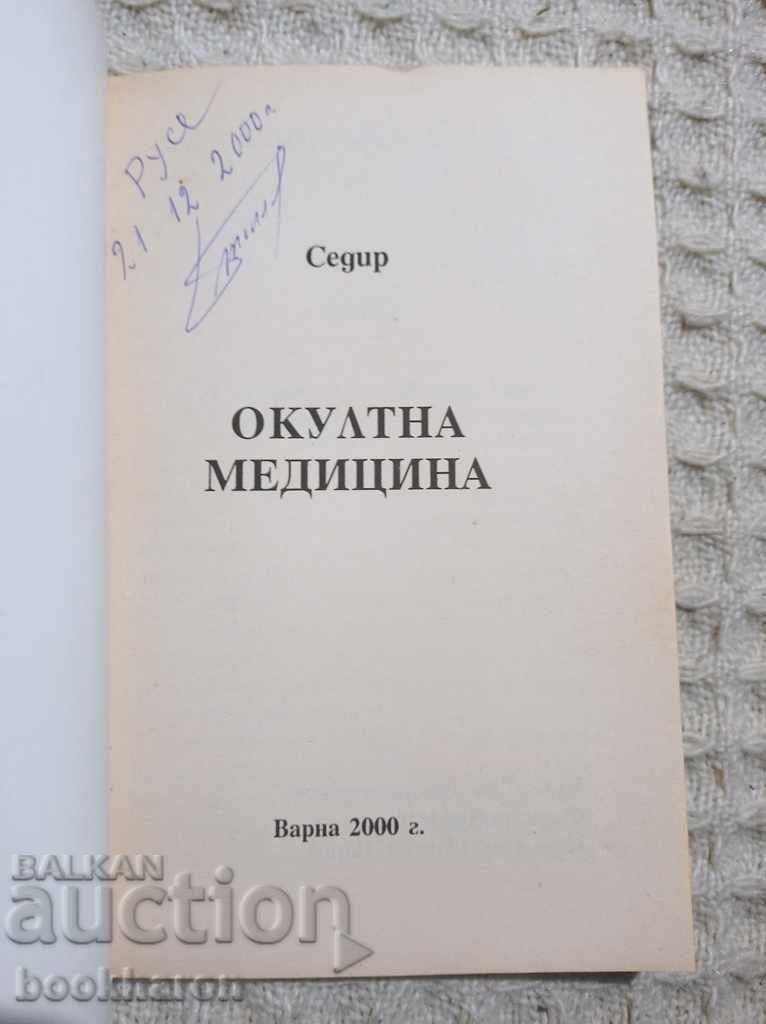 Русе
21 12 2000г.
Седир
ОКУЛТНА
МЕДИЦИНА
Варна 2000 г.
BALKAN
auction
bookharon